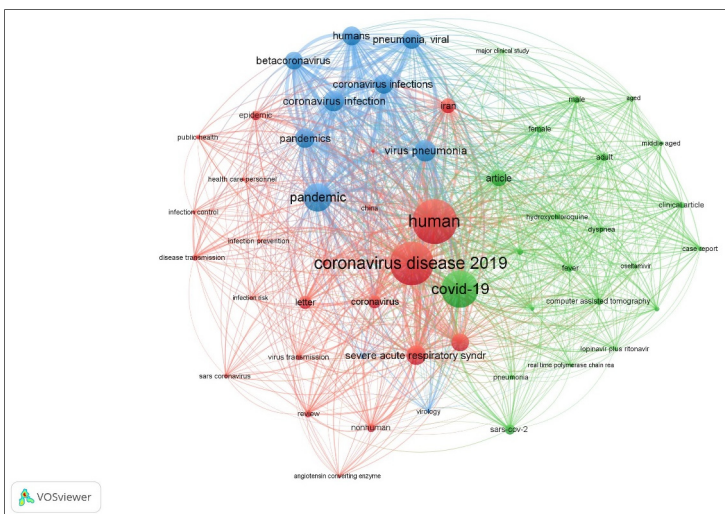 humans
pneumonia, viral
major clinical study
betacoronavirus
coronavirus infections
aged
male
coronavirus infection
iran
epidemic
female
public health
pandemics
middle aged
virus pneumonia
adult
health care personnel
article
pandemic
china
clinical article
infection control
human
hydroxychloroquine
dyspnea
infection prevention
case report
disease transmission
coronavirus disease 2019
fever
oseltamivir
covid-19
infection risk
letter
coronavirus
computer assisted tomography
virus transmission
severe acute respiratory syndr
lopinavir plus ritonavir
real time polymerase chain rea
sars coronavirus
pneumonia
review
virology
nonhuman
sars-cov-2
angiotensin converting enzyme
VOSviewer